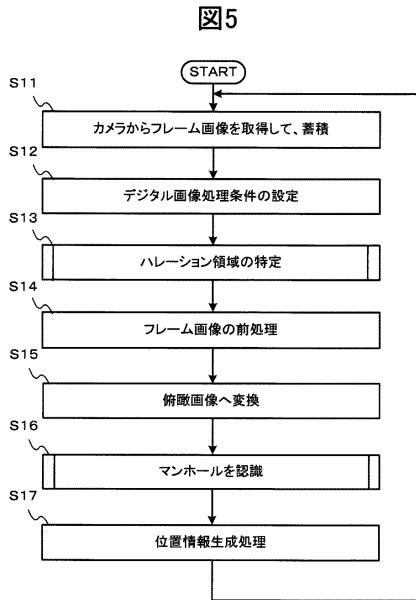 図5
START
S11
カメラからフレーム画像を取得して、蓄積
S12
デジタル画像処理条件の設定
S13
ハレーション領域の特定
S14
フレーム画像の前処理
S15
俯瞰画像へ変換
S16
マンホールを認識
S17
位置情報生成処理